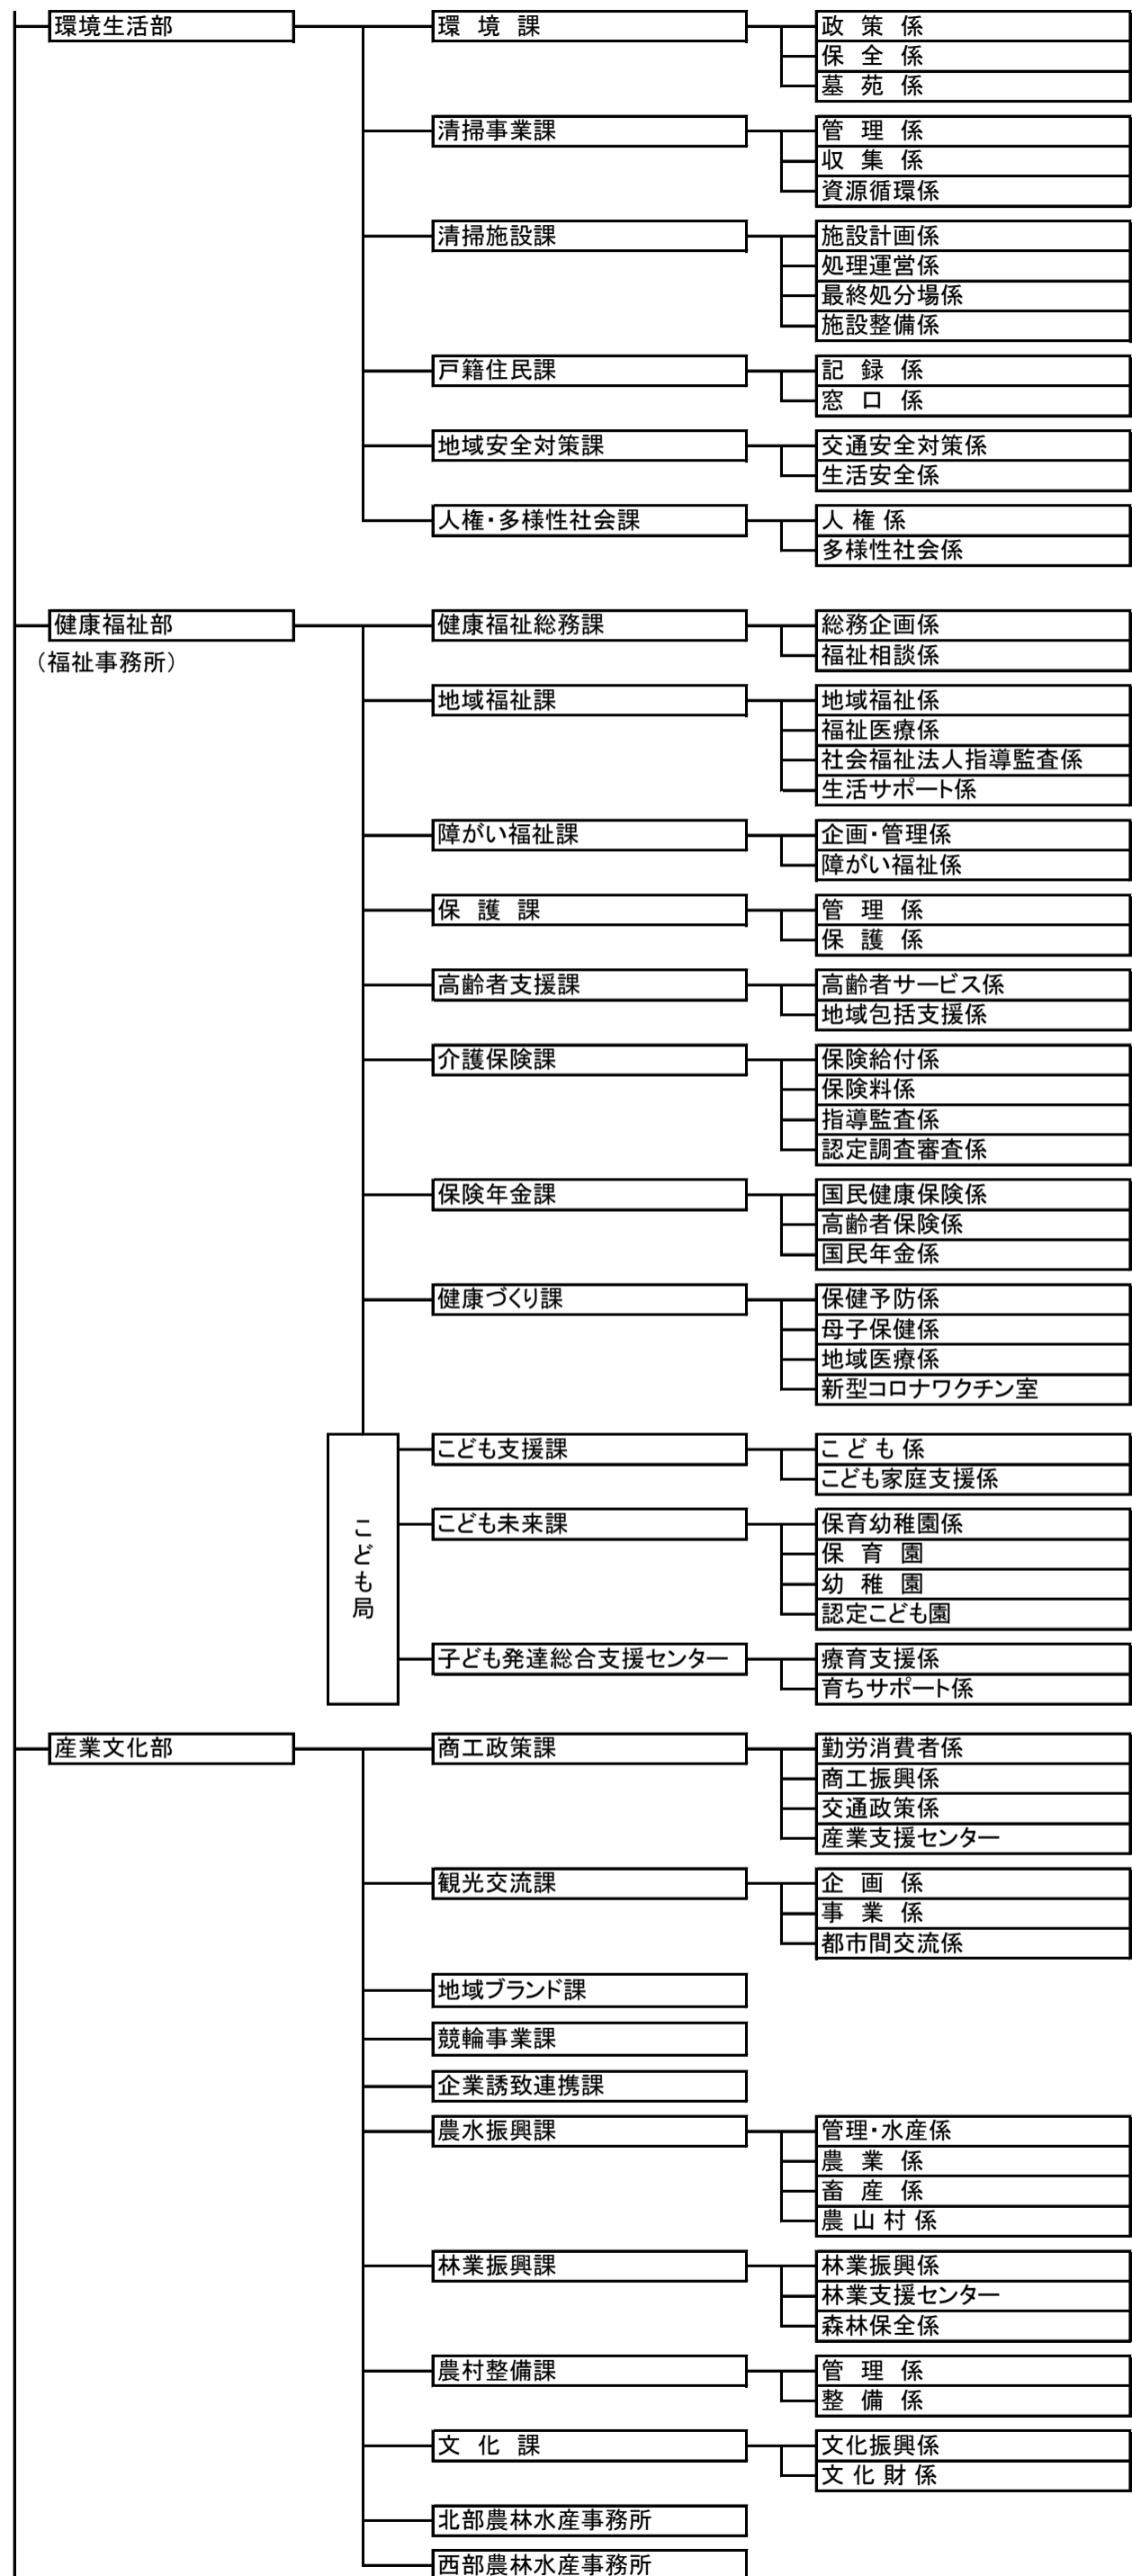 環境生活部 環境課 政策係
保全係
墓苑係
清掃事業課 管理係
収集係
資源循環係
清掃施設課 施設計画係
処理運営係
最終処分場係
施設整備係
戸籍住民課 記録係
窓口係
地域安全対策課 交通安全対策係
生活安全係
人権・多様性社会課 人権係
多様性社会係
健康福祉部 健康福祉総務課 総務企画係
（福祉事務所） 福祉相談係
地域福祉課 地域福祉係
福祉医療係
社会福祉法人指導監査係
生活サポート係
障がい福祉課 企画・管理係
障がい福祉係
保護課 管理係
保護係
高齢者支援課 高齢者サービス係
地域包括支援係
介護保険課 保険給付係
保険料係
指導監査係
認定調査審査係
保険年金課 国民健康保険係
高齢者保険係
国民年金係
健康づくり課 保健予防係
母子保健係
地域医療係
新型コロナワクチン室
こども局
こども支援課 こども係
こども家庭支援係
こども未来課 保育幼稚園係
保育園
幼稚園
認定こども園
子ども発達総合支援センター 療育支援係
育ちサポート係
産業文化部 商工政策課 勤労消費者係
商工振興係
交通政策係
産業支援センター
観光交流課 企画係
事業係
都市間交流係
地域ブランド課
競輪事業課
企業誘致連携課
農水振興課 管理・水産係
農業係
畜産係
農山村係
林業振興課 林業振興係
林業支援センター
森林保全係
農村整備課 管理係
整備係
文化課 文化振興係
文化財係
北部農林水産事務所
西部農林水産事務所